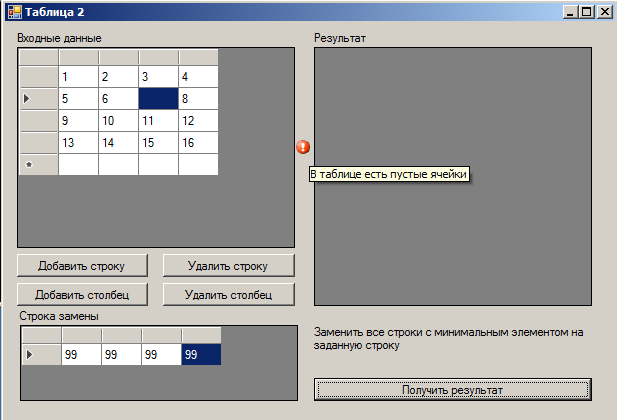 Таблица 2
Входные данные
1 2 3 4
5 6 8
9 10 11 12
13 14 15 16
*
Добавить строку
Удалить строку
Добавить столбец
Удалить столбец
Строка замены
99 99 99 99
Результат
В таблице есть пустые ячейки
Заменить все строки с минимальным элементом на
заданную строку
Получить результат